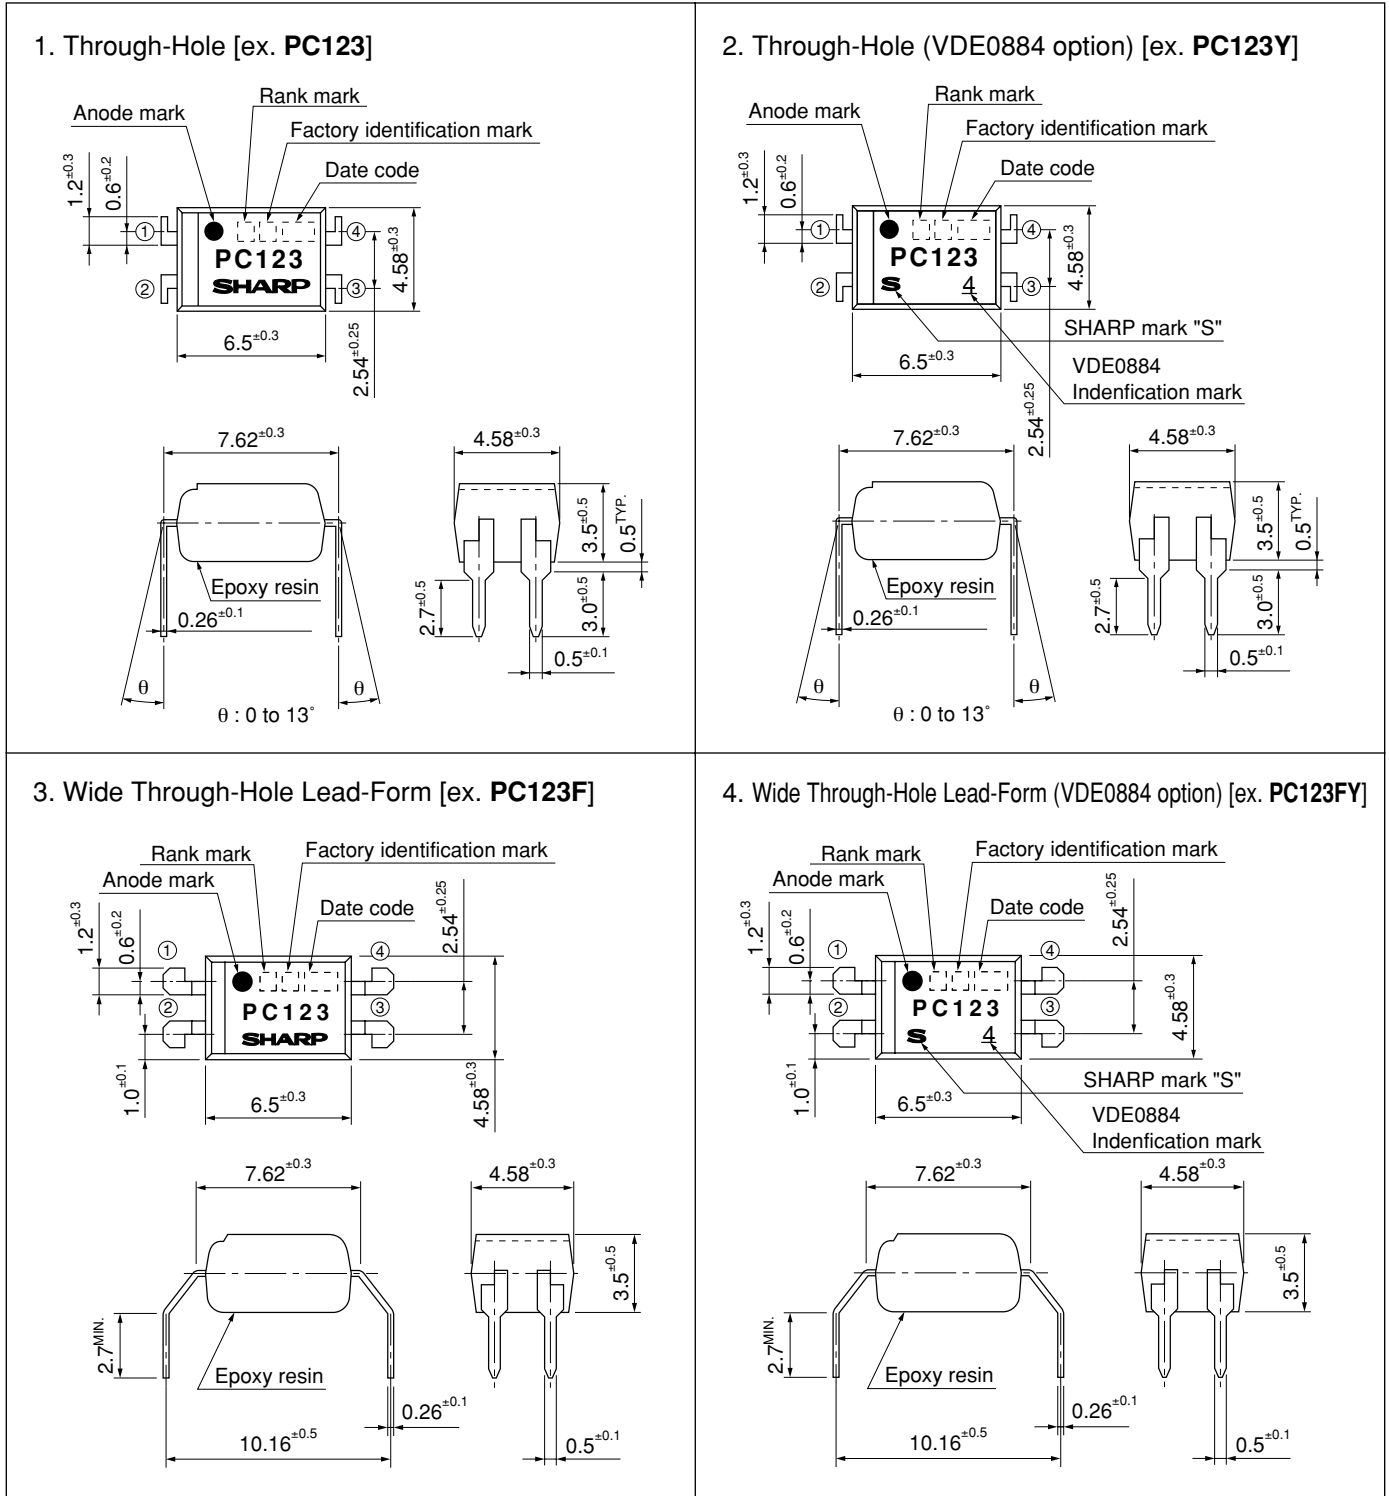 1. Through-Hole [ex. PC123]
Rank mark
Anode mark
Factory identification mark
Date code
1.2±0.3
0.6±0.2
① ④
PC123
② ③
SHARP
4.58±0.3
6.5±0.3
2.54±0.25
7.62±0.3
4.58±0.3
3.5±0.5
0.5TYP.
Epoxy resin
2.7±0.5
3.0±0.5
0.26±0.1
0.5±0.1
θ θ
θ : 0 to 13˚
2. Through-Hole (VDE0884 option) [ex. PC123Y]
Rank mark
Anode mark
Factory identification mark
Date code
1.2±0.3
0.6±0.2
① ④
PC123
② ③
S 4
4.58±0.3
SHARP mark "S"
6.5±0.3
VDE0884
Indenfication mark
2.54±0.25
7.62±0.3
4.58±0.3
3.5±0.5
0.5TYP.
Epoxy resin
2.7±0.5
3.0±0.5
0.26±0.1
0.5±0.1
θ θ
θ : 0 to 13˚
3. Wide Through-Hole Lead-Form [ex. PC123F]
Rank mark
Factory identification mark
Anode mark
Date code
1.2±0.3
0.6±0.2
2.54±0.25
① ④
② ③
PC123
SHARP
1.0±0.1
6.5±0.3
4.58±0.3
7.62±0.3
4.58±0.3
3.5±0.5
2.7MIN.
Epoxy resin
0.26±0.1
10.16±0.5
0.5±0.1
4. Wide Through-Hole Lead-Form (VDE0884 option) [ex. PC123FY]
Rank mark
Factory identification mark
Anode mark
Date code
1.2±0.3
0.6±0.2
2.54±0.25
① ④
② ③
PC123
S 4
4.58±0.3
1.0±0.1
6.5±0.3
SHARP mark "S"
VDE0884
Indenfication mark
7.62±0.3
4.58±0.3
3.5±0.5
2.7MIN.
Epoxy resin
0.26±0.1
10.16±0.5
0.5±0.1